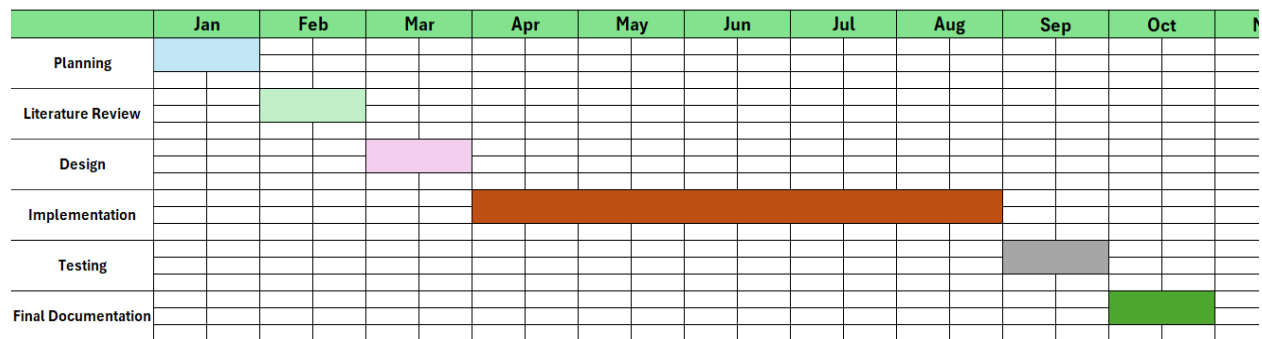 Jan Feb Mar Apr May Jun Jul Aug Sep Oct
Planning
Literature Review
Design
Implementation
Testing
Final Documentation